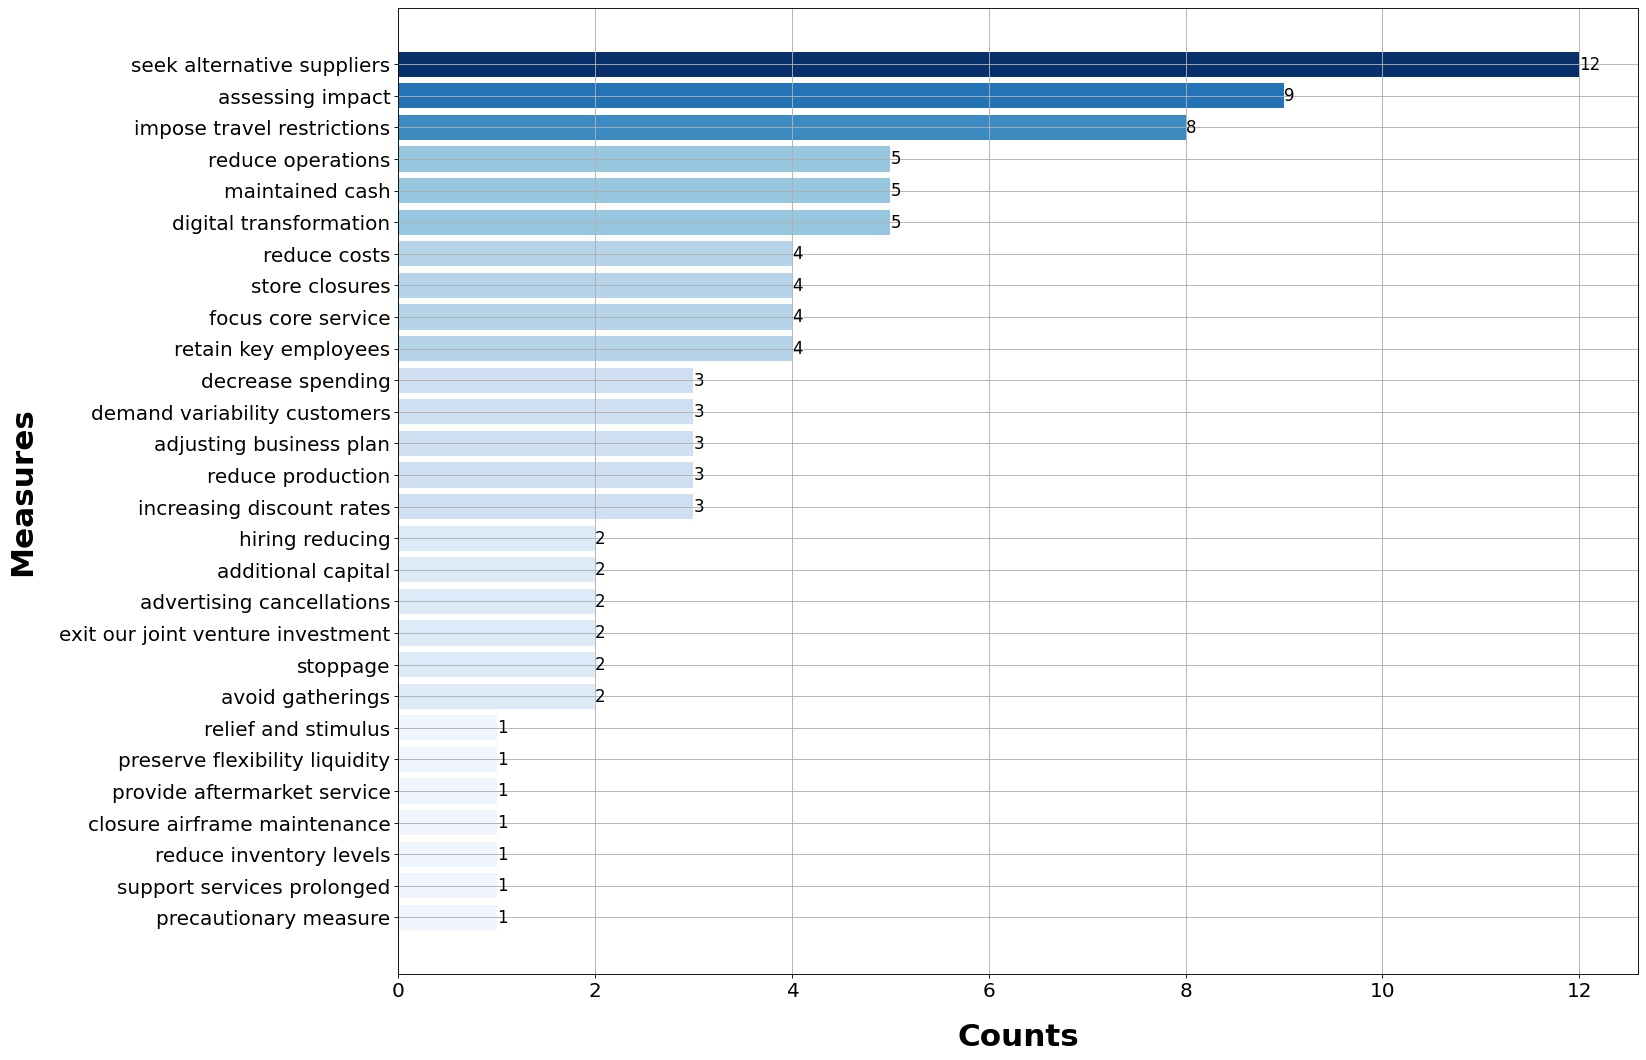 seek alternative suppliers 12
assessing impact 9
impose travel restrictions 8
reduce operations 5
maintained cash 5
digital transformation 5
reduce costs 4
store closures 4
focus core service 4
retain key employees 4
decrease spending 3
demand variability customers 3
adjusting business plan 3
reduce production 3
increasing discount rates 3
hiring reducing 2
additional capital 2
advertising cancellations 2
exit our joint venture investment 2
stoppage 2
avoid gatherings 2
relief and stimulus 1
preserve flexibility liquidity 1
provide aftermarket service 1
closure airframe maintenance 1
reduce inventory levels 1
support services prolonged 1
precautionary measure 1
Measures
0 2 4 6 8 10 12
Counts